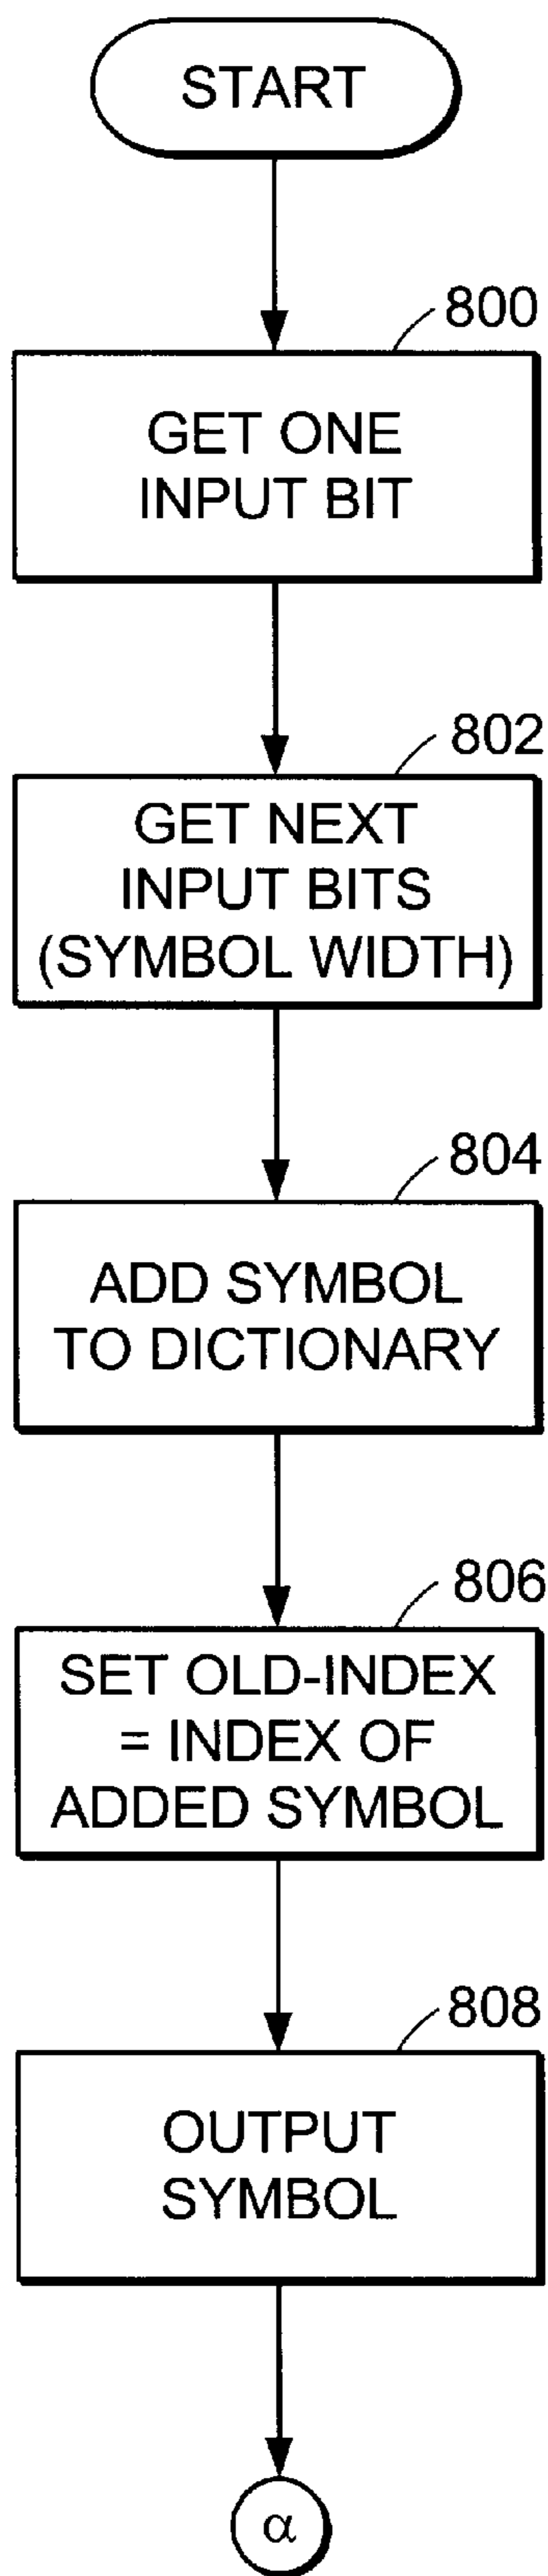 START
800
GET ONE
INPUT BIT
802
GET NEXT
INPUT BITS
(SYMBOL WIDTH)
804
ADD SYMBOL
TO DICTIONARY
806
SET OLD-INDEX
= INDEX OF
ADDED SYMBOL
808
OUTPUT
SYMBOL
α